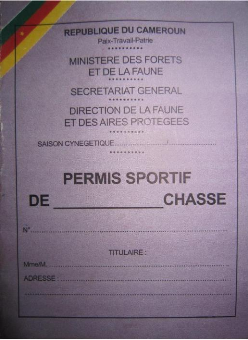 REPUBLIQUE DU CAMEROUN
Paix-Travail-Patrie
MINISTERE DES FORETS
ET DE LA FAUNE
SECRETARIAT GENERAL
DIRECTION DE LA FAUNE
ET DES AIRES PROTEGEES
SAISON CYNEGETIQUE
PERMIS SPORTIF
DE ____________CHASSE
N°
TITULAIRE :
Mme/M.
ADRESSE